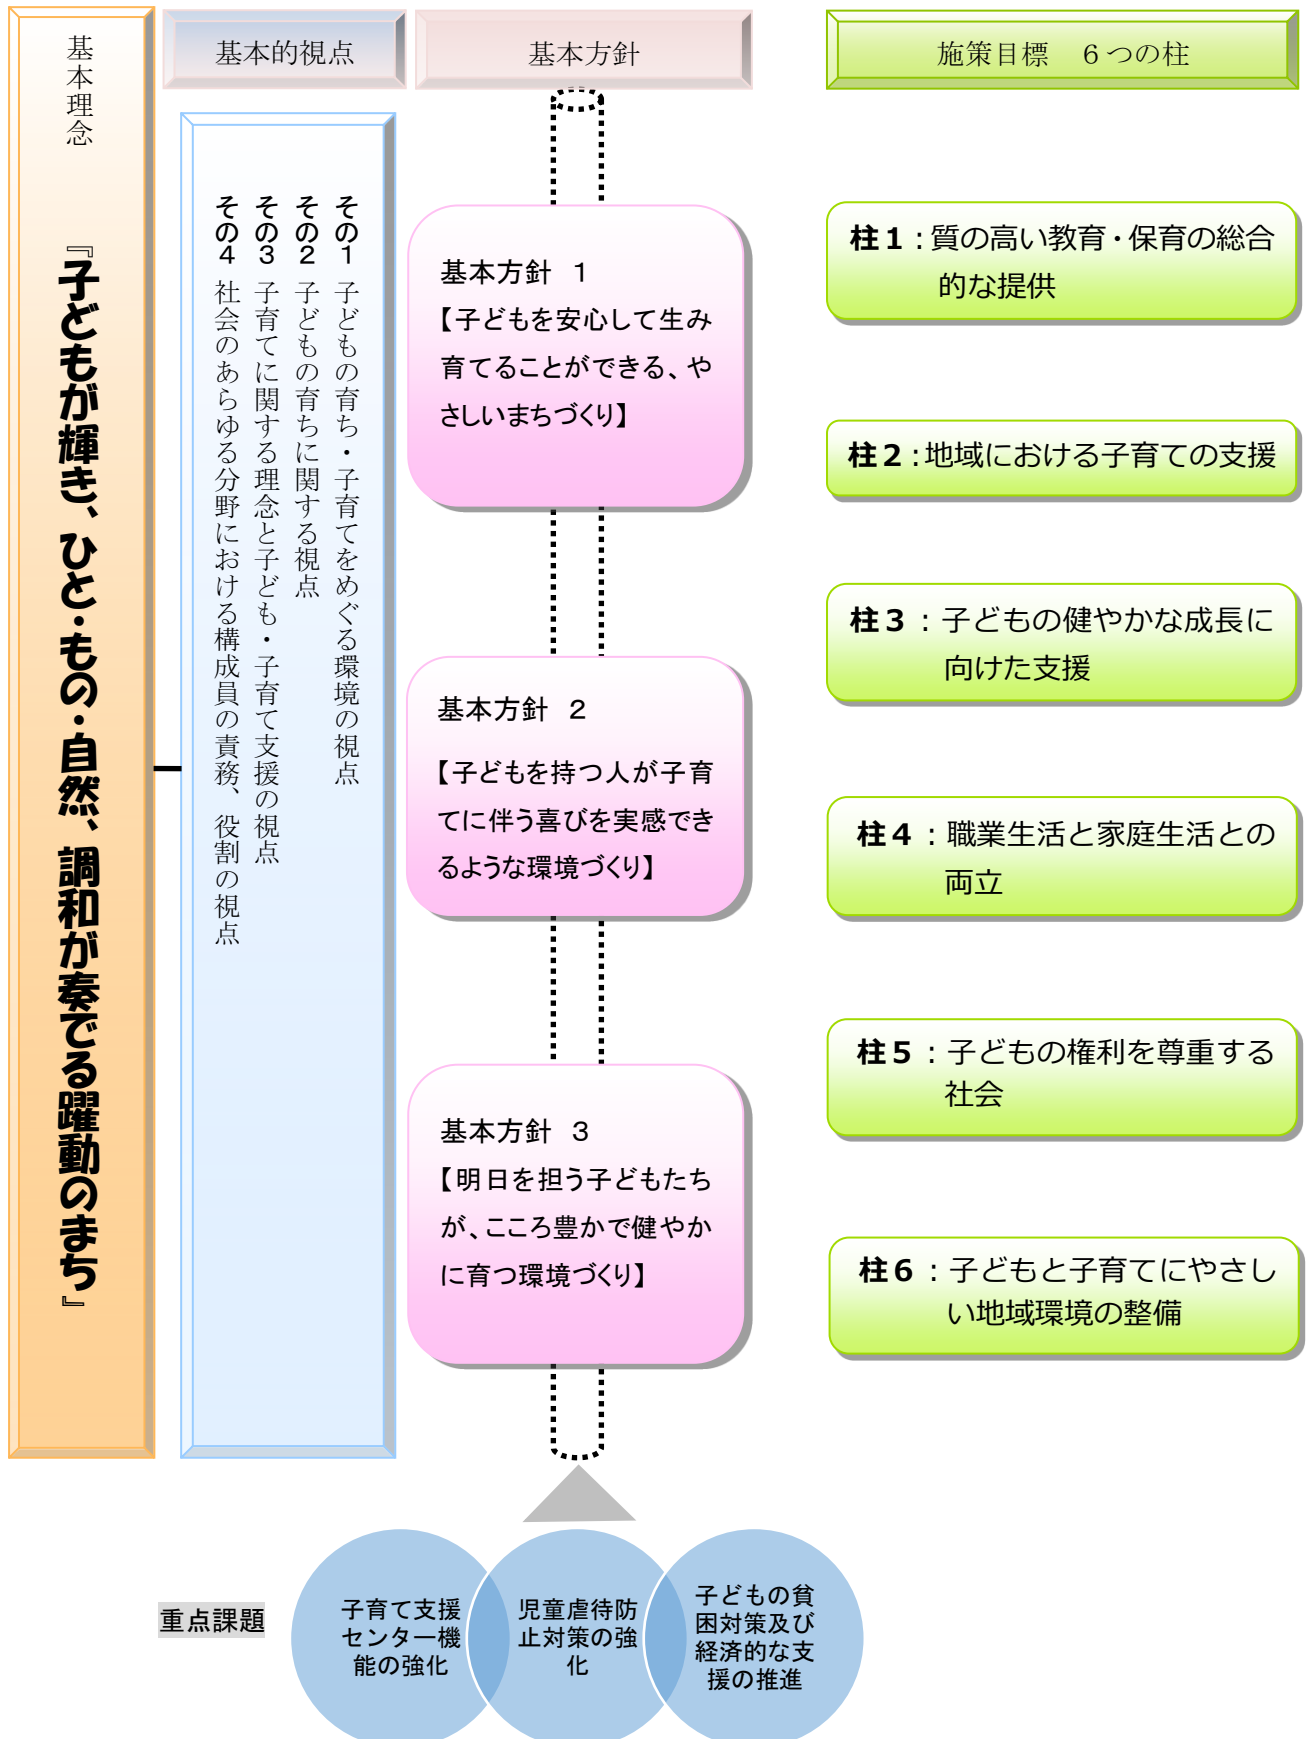 基本理念
『子どもが輝き、ひと・もの・自然、調和が奏でる躍動のまち』
基本的視点
その１ 子どもの育ち・子育てをめぐる環境の視点
その２ 子どもの育ちに関する視点
その３ 子育てに関する理念と子ども・子育て支援の視点
その４ 社会のあらゆる分野における構成員の責務、役割の視点
基本方針
基本方針　１
【子どもを安心して生み
育てることができる、や
さしいまちづくり】
基本方針　２
【子どもを持つ人が子育
てに伴う喜びを実感でき
るような環境づくり】
基本方針　３
【明日を担う子どもたち
が、こころ豊かで健やか
に育つ環境づくり】
施策目標　６つの柱
柱１：質の高い教育・保育の総合
的な提供
柱２：地域における子育ての支援
柱３：子どもの健やかな成長に
向けた支援
柱４：職業生活と家庭生活との
両立
柱５：子どもの権利を尊重する
社会
柱６：子どもと子育てにやさし
い地域環境の整備
重点課題
子育て支援
センター機
能の強化
児童虐待防
止対策の強
化
子どもの貧
困対策及び
経済的な支
援の推進